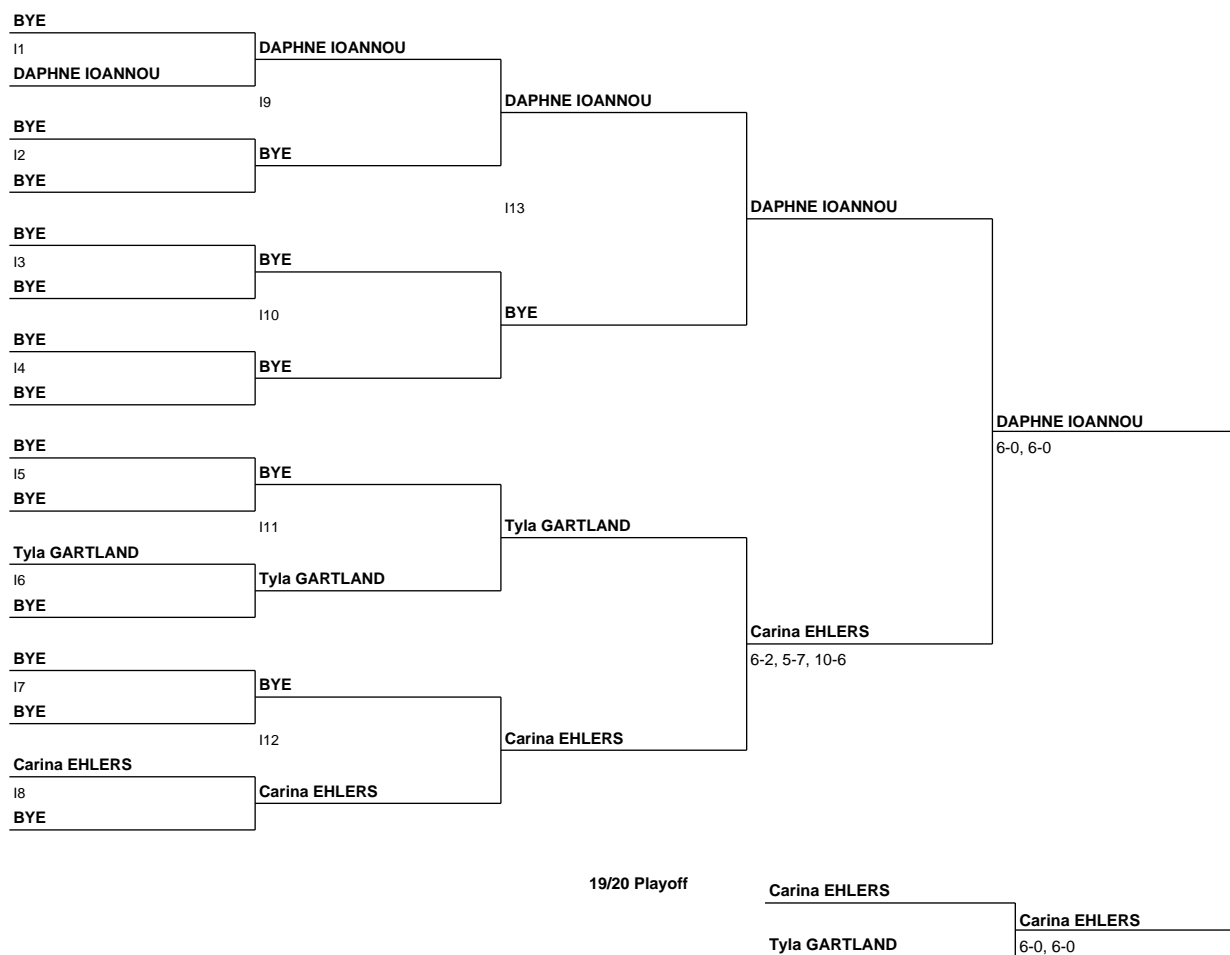 BYE
I1
DAPHNE IOANNOU
DAPHNE IOANNOU
I9
DAPHNE IOANNOU
BYE
I2
BYE
BYE
I13
DAPHNE IOANNOU
BYE
I3
BYE
BYE
I10
BYE
BYE
I4
BYE
BYE
DAPHNE IOANNOU
6-0, 6-0
BYE
I5
BYE
BYE
I11
Tyla GARTLAND
Tyla GARTLAND
I6
BYE
Tyla GARTLAND
Carina EHLERS
6-2, 5-7, 10-6
BYE
I7
BYE
BYE
I12
Carina EHLERS
Carina EHLERS
I8
BYE
Carina EHLERS
19/20 Playoff
Carina EHLERS
Carina EHLERS
Tyla GARTLAND
6-0, 6-0